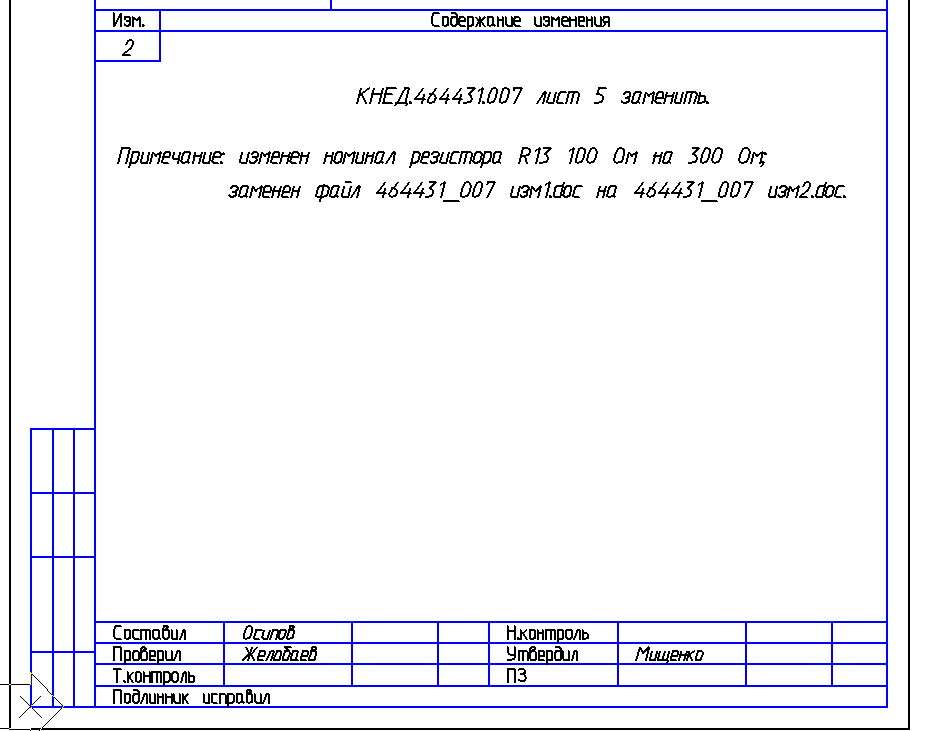 Изм. Содержание изменения
2
КНЕД.464431.007 лист 5 заменить.
Примечание: изменен номинал резистора R13 100 Ом на 300 Ом;
заменен файл 464431_007 изм1.doc на 464431_007 изм2.doc.
Составил Осипов Н.контроль
Проверил Желобаев Утвердил Мищенко
Т.контроль ПЗ
Подлинник исправил